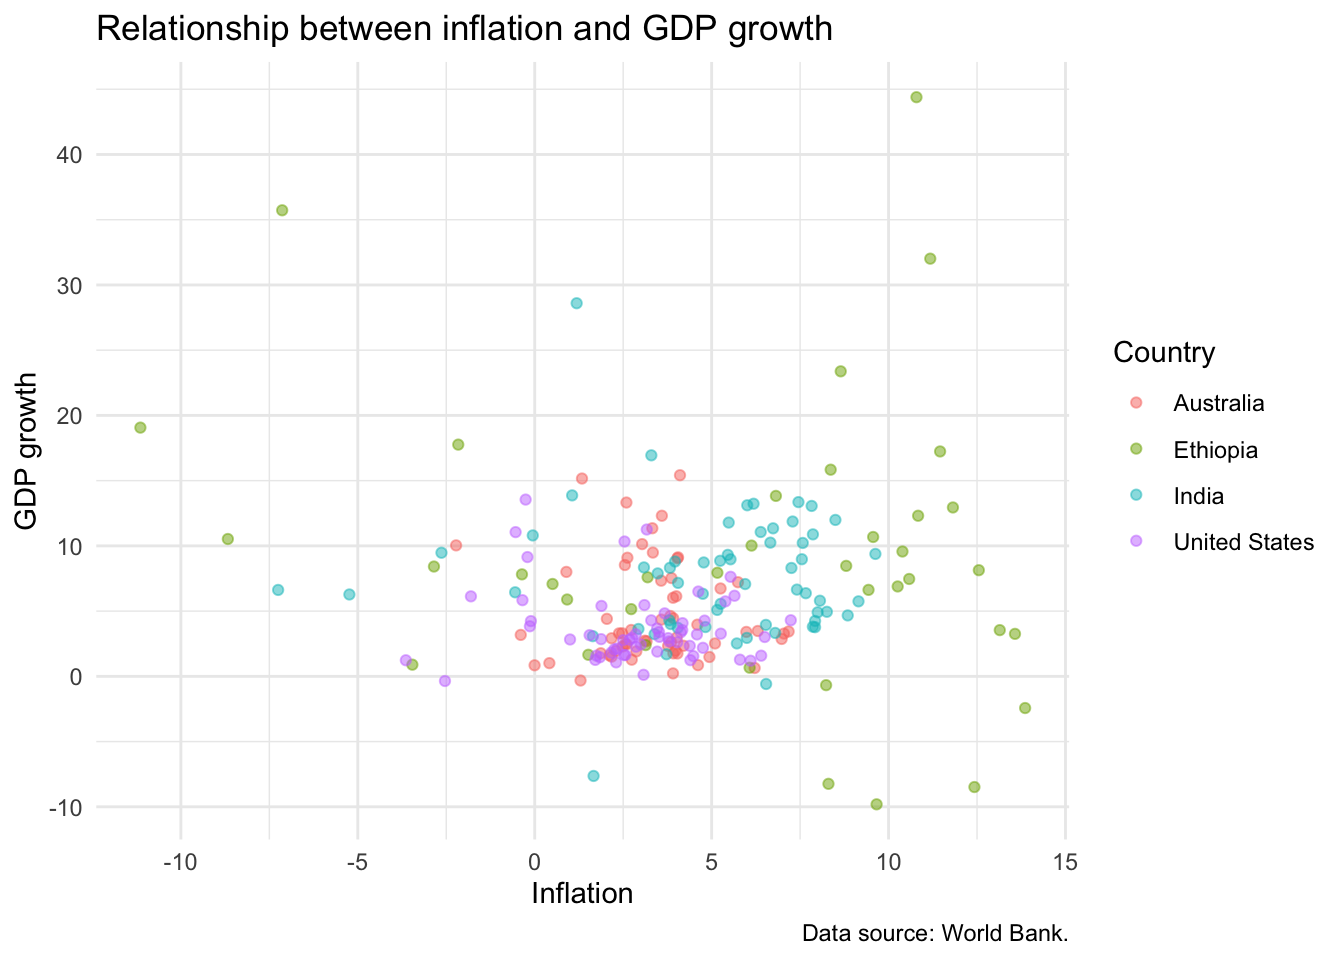 Relationship between inflation and GDP growth
GDP growth
40
30
20
10
0
-10
-10
-5
0
5
10
15
Inflation
Country
Australia
Ethiopia
India
United States
Data source: World Bank.